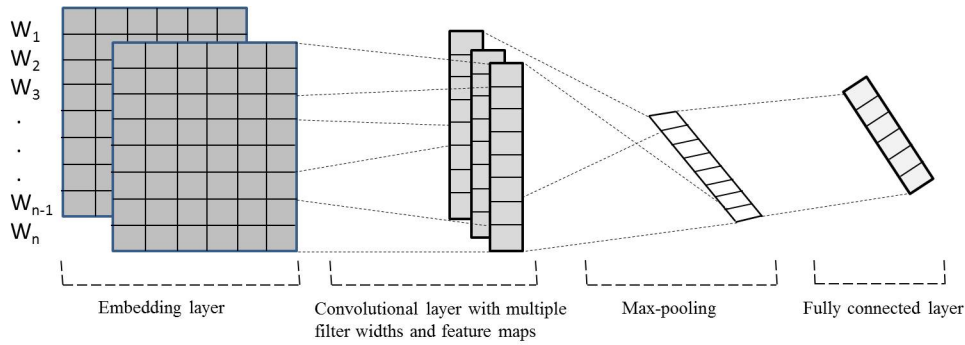 W1
W2
W3
.
.
.
Wn-1
Wn
Embedding layer
Convolutional layer with multiple
filter widths and feature maps
Max-pooling
Fully connected layer